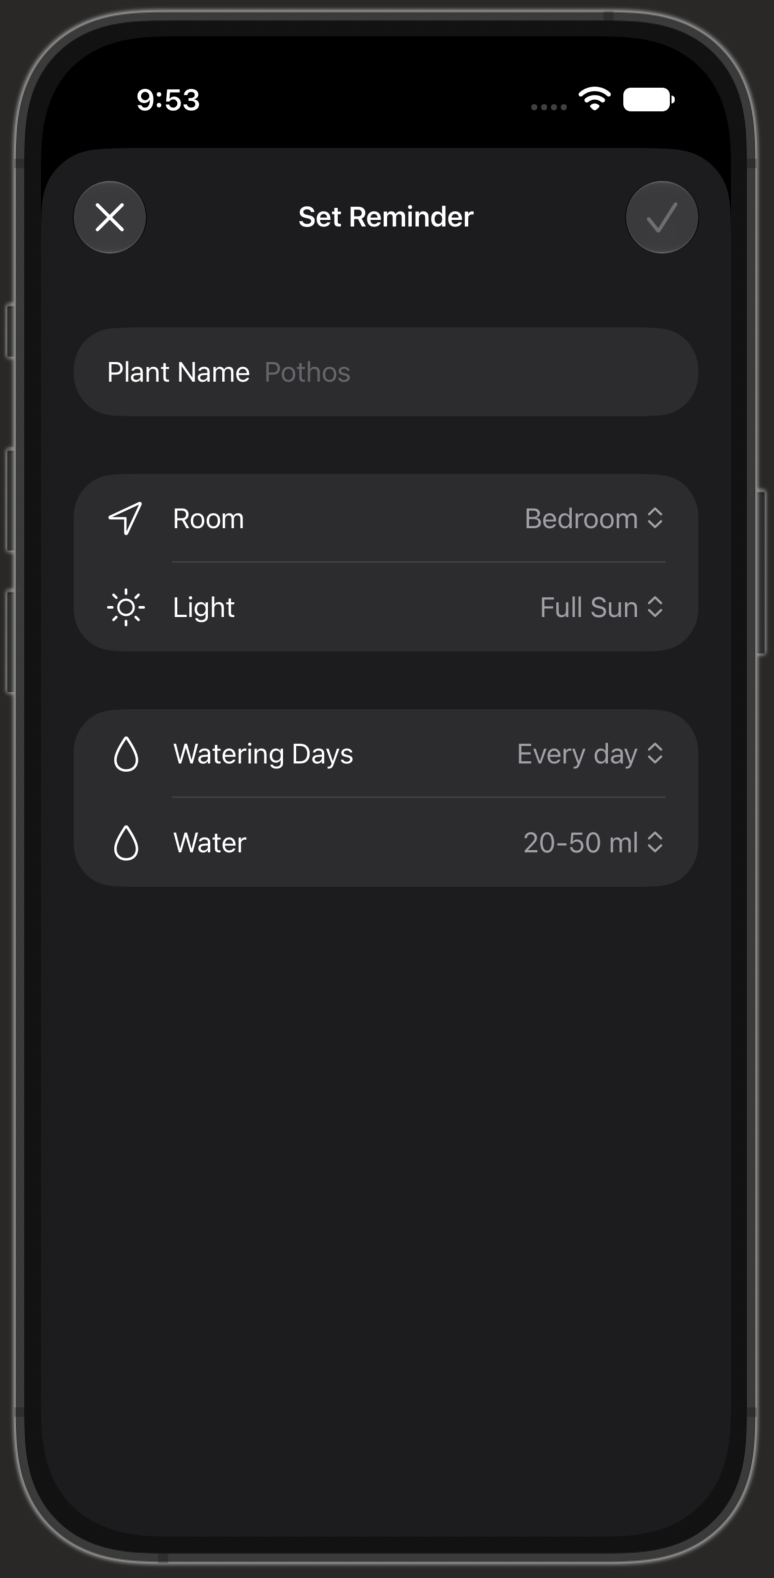 9:53
Set Reminder
Plant Name Pothos
Room Bedroom
Light Full Sun
Watering Days Every day
Water 20-50 ml